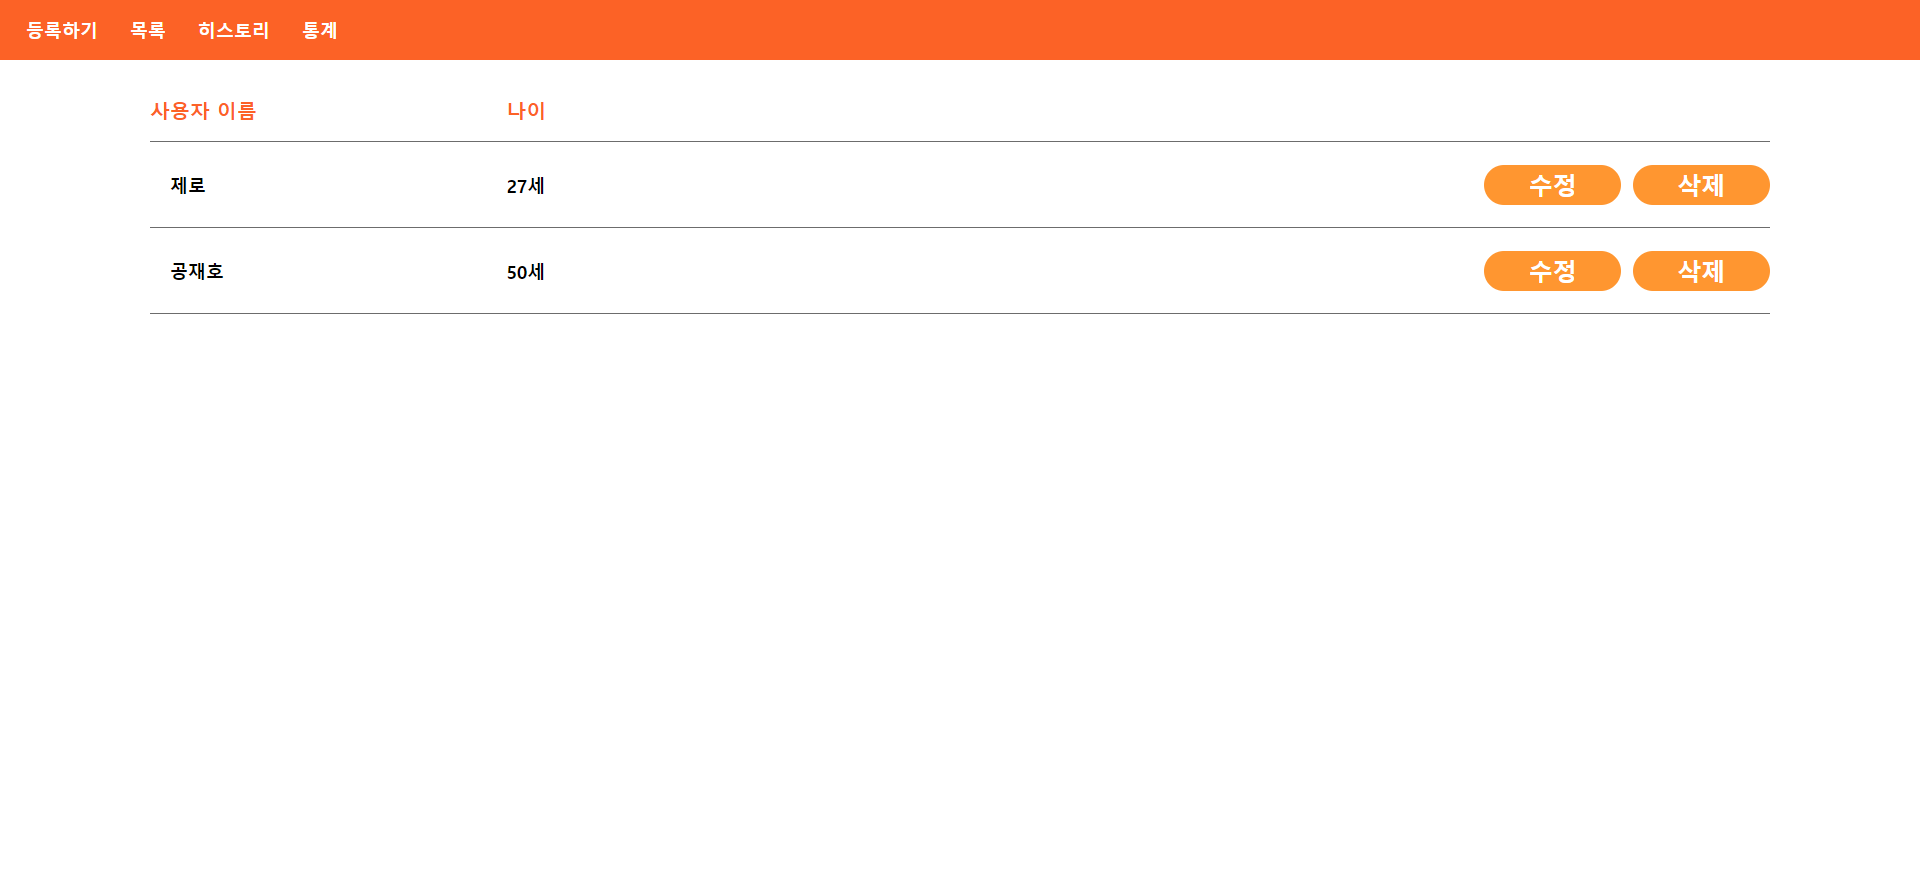 등록하기 목록 히스토리 통계
사용자 이름 나이
제로 27세 수정 삭제
공재호 50세 수정 삭제